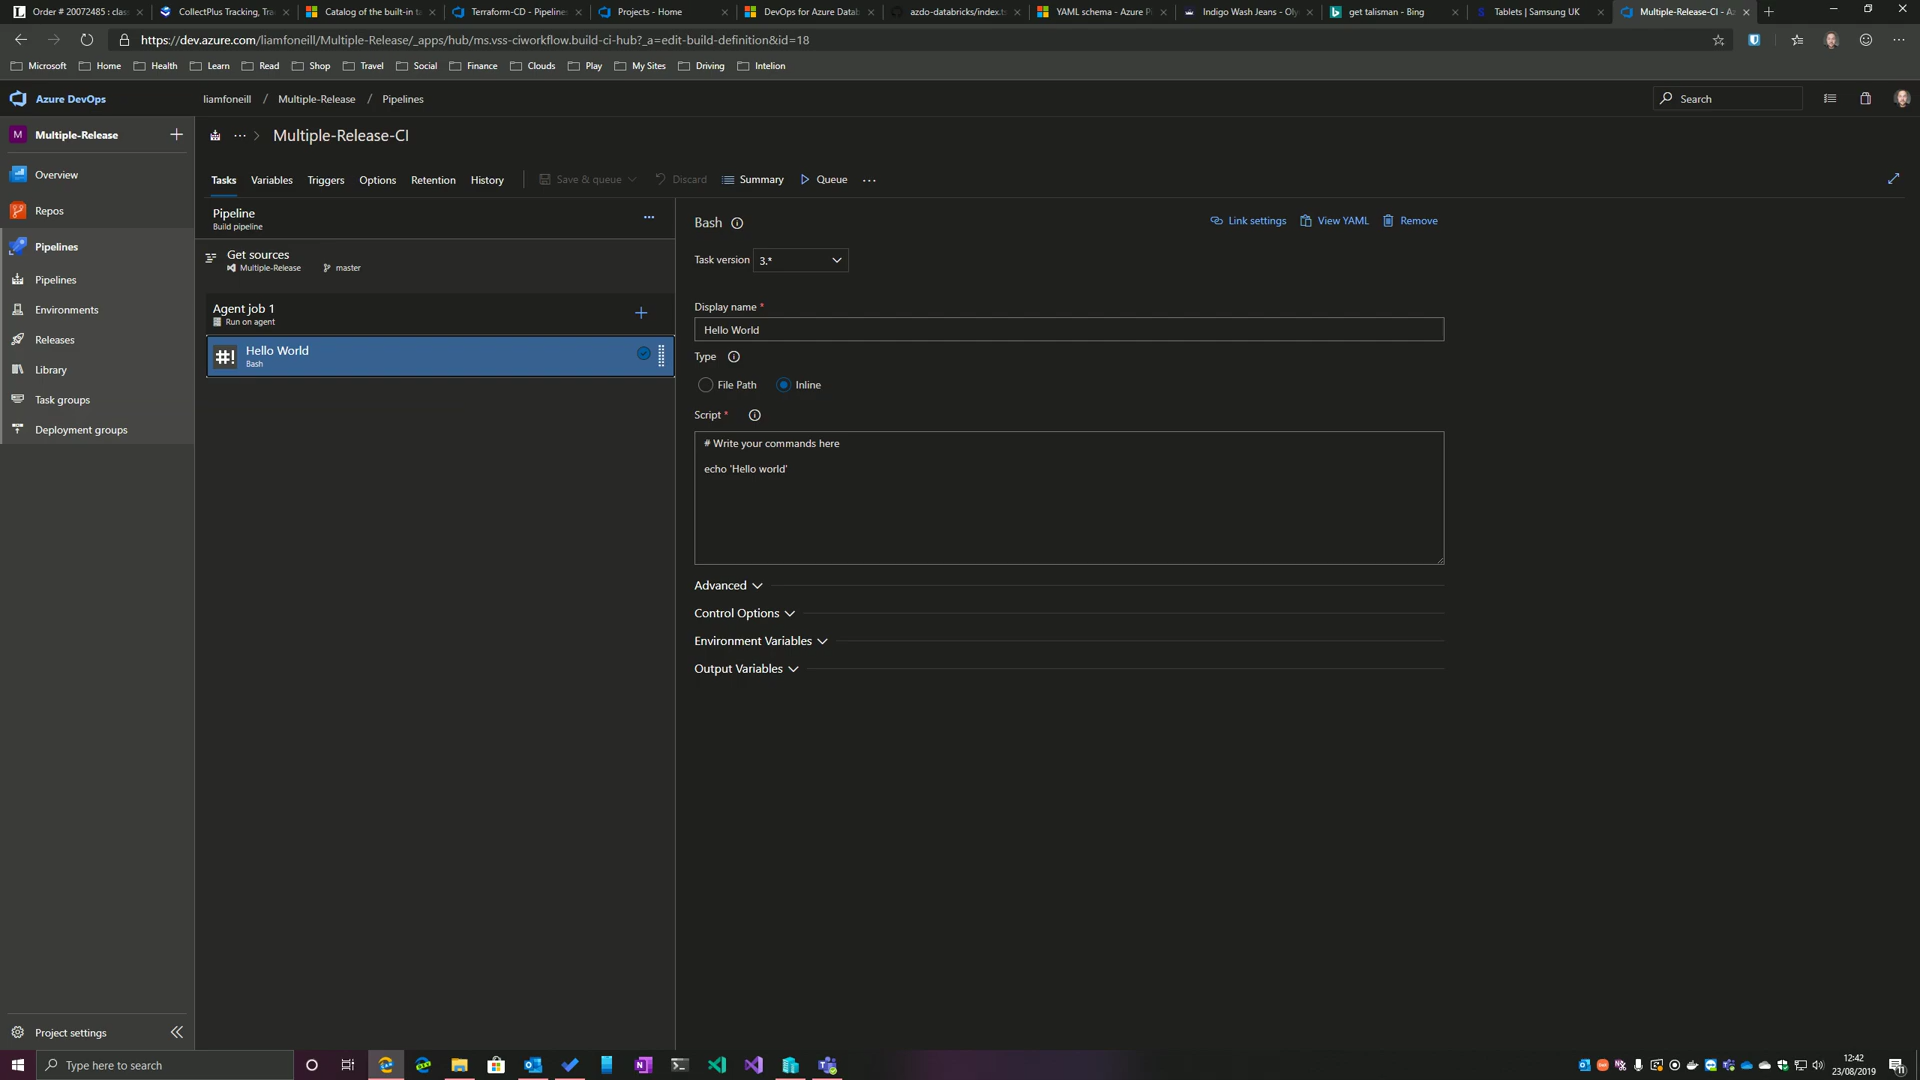 Order # 20072485 : clas
CollectPlus Tracking, Tra
Catalog of the built-in ta
Terraform-CD - Pipeline
Projects - Home
DevOps for Azure Datab
azdo-databricks/index.t
YAML schema - Azure Pi
Indigo Wash Jeans - Oly
get talisman - Bing
Tablets | Samsung UK
Multiple-Release-CI - A
https://dev.azure.com/liamfoneill/Multiple-Release/_apps/hub/ms.vss-ciworkflow.build-ci-hub?_a=edit-build-definition&id=18
Microsoft
Home
Health
Learn
Read
Shop
Travel
Social
Finance
Clouds
Play
My Sites
Driving
Intelion
Azure DevOps
liamfoneill / Multiple-Release / Pipelines
Search
M Multiple-Release
Overview
Repos
Pipelines
Pipelines
Environments
Releases
Library
Task groups
Deployment groups
Project settings
... > Multiple-Release-CI
Tasks
Variables
Triggers
Options
Retention
History
Save & queue
Discard
Summary
Queue
...
Pipeline
Build pipeline
...
Get sources
Multiple-Release
master
Agent job 1
Run on agent
#! Hello World
Bash
Bash
Link settings
View YAML
Remove
Task version 3.*
Display name *
Hello World
Type
File Path
Inline
Script *
# Write your commands here
echo 'Hello world'
Advanced
Control Options
Environment Variables
Output Variables
Type here to search
12:42
23/08/2019